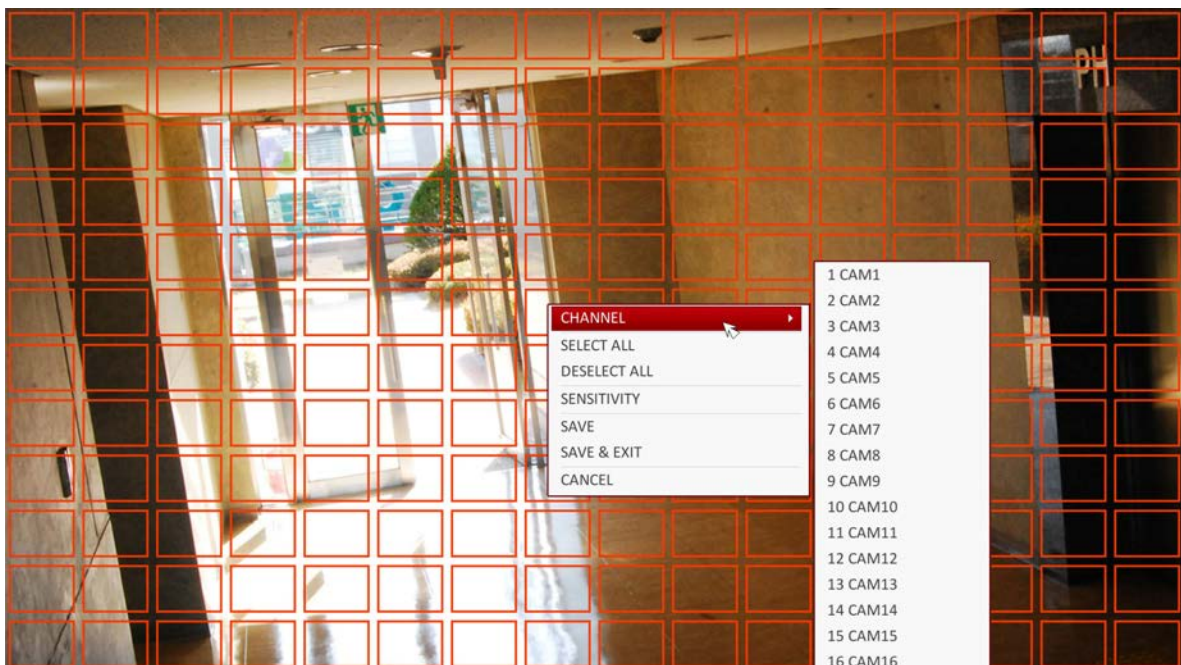 PH
CHANNEL
SELECT ALL
DESELECT ALL
SENSITIVITY
SAVE
SAVE & EXIT
CANCEL
1 CAM1
2 CAM2
3 CAM3
4 CAM4
5 CAM5
6 CAM6
7 CAM7
8 CAM8
9 CAM9
10 CAM10
11 CAM11
12 CAM12
13 CAM13
14 CAM14
15 CAM15
16 CAM16